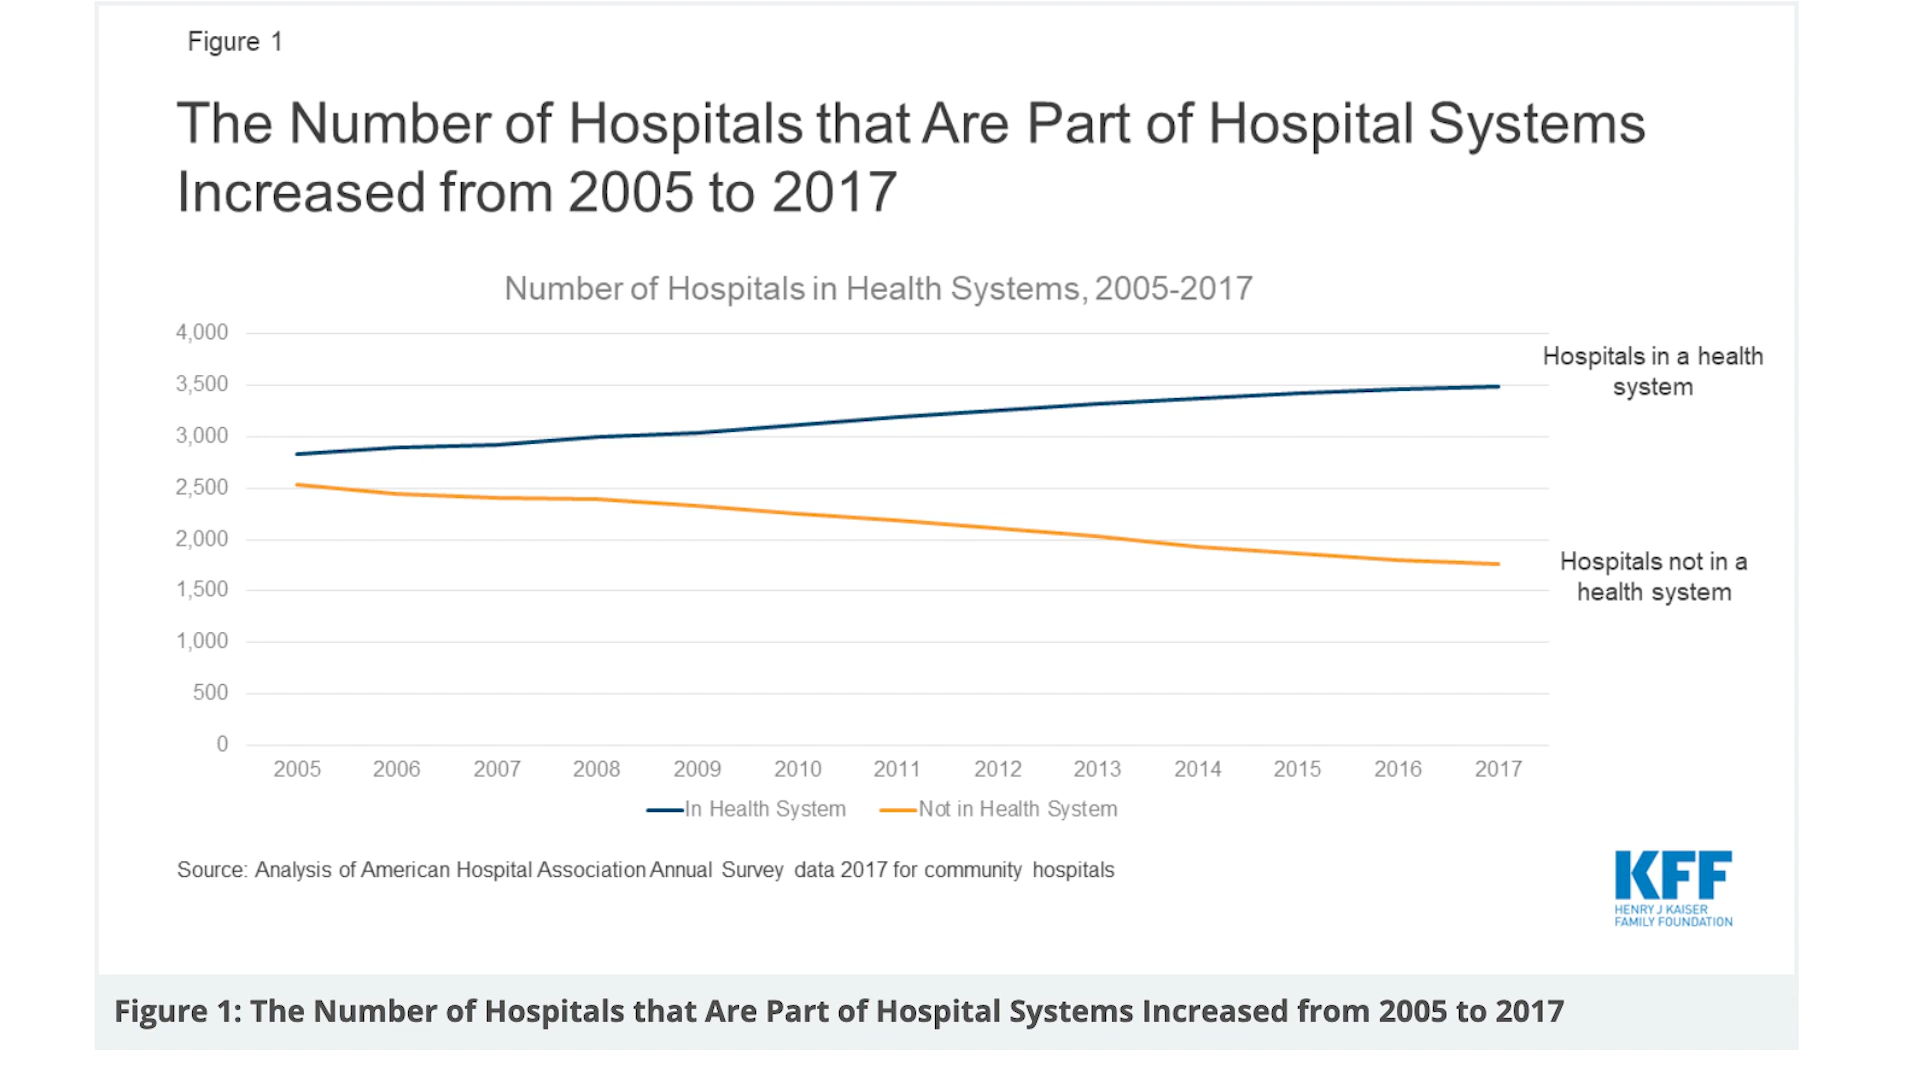 Figure 1
The Number of Hospitals that Are Part of Hospital Systems
Increased from 2005 to 2017
Number of Hospitals in Health Systems, 2005-2017
4,000
3,500
3,000
2,500
2,000
1,500
1,000
500
0
Hospitals in a health
system
Hospitals not in a
health system
2005 2006 2007 2008 2009 2010 2011 2012 2013 2014 2015 2016 2017
In Health System Not in Health System
Source: Analysis of American Hospital Association Annual Survey data 2017 for community hospitals
KFF
HENRY J KAISER
FAMILY FOUNDATION
Figure 1: The Number of Hospitals that Are Part of Hospital Systems Increased from 2005 to 2017